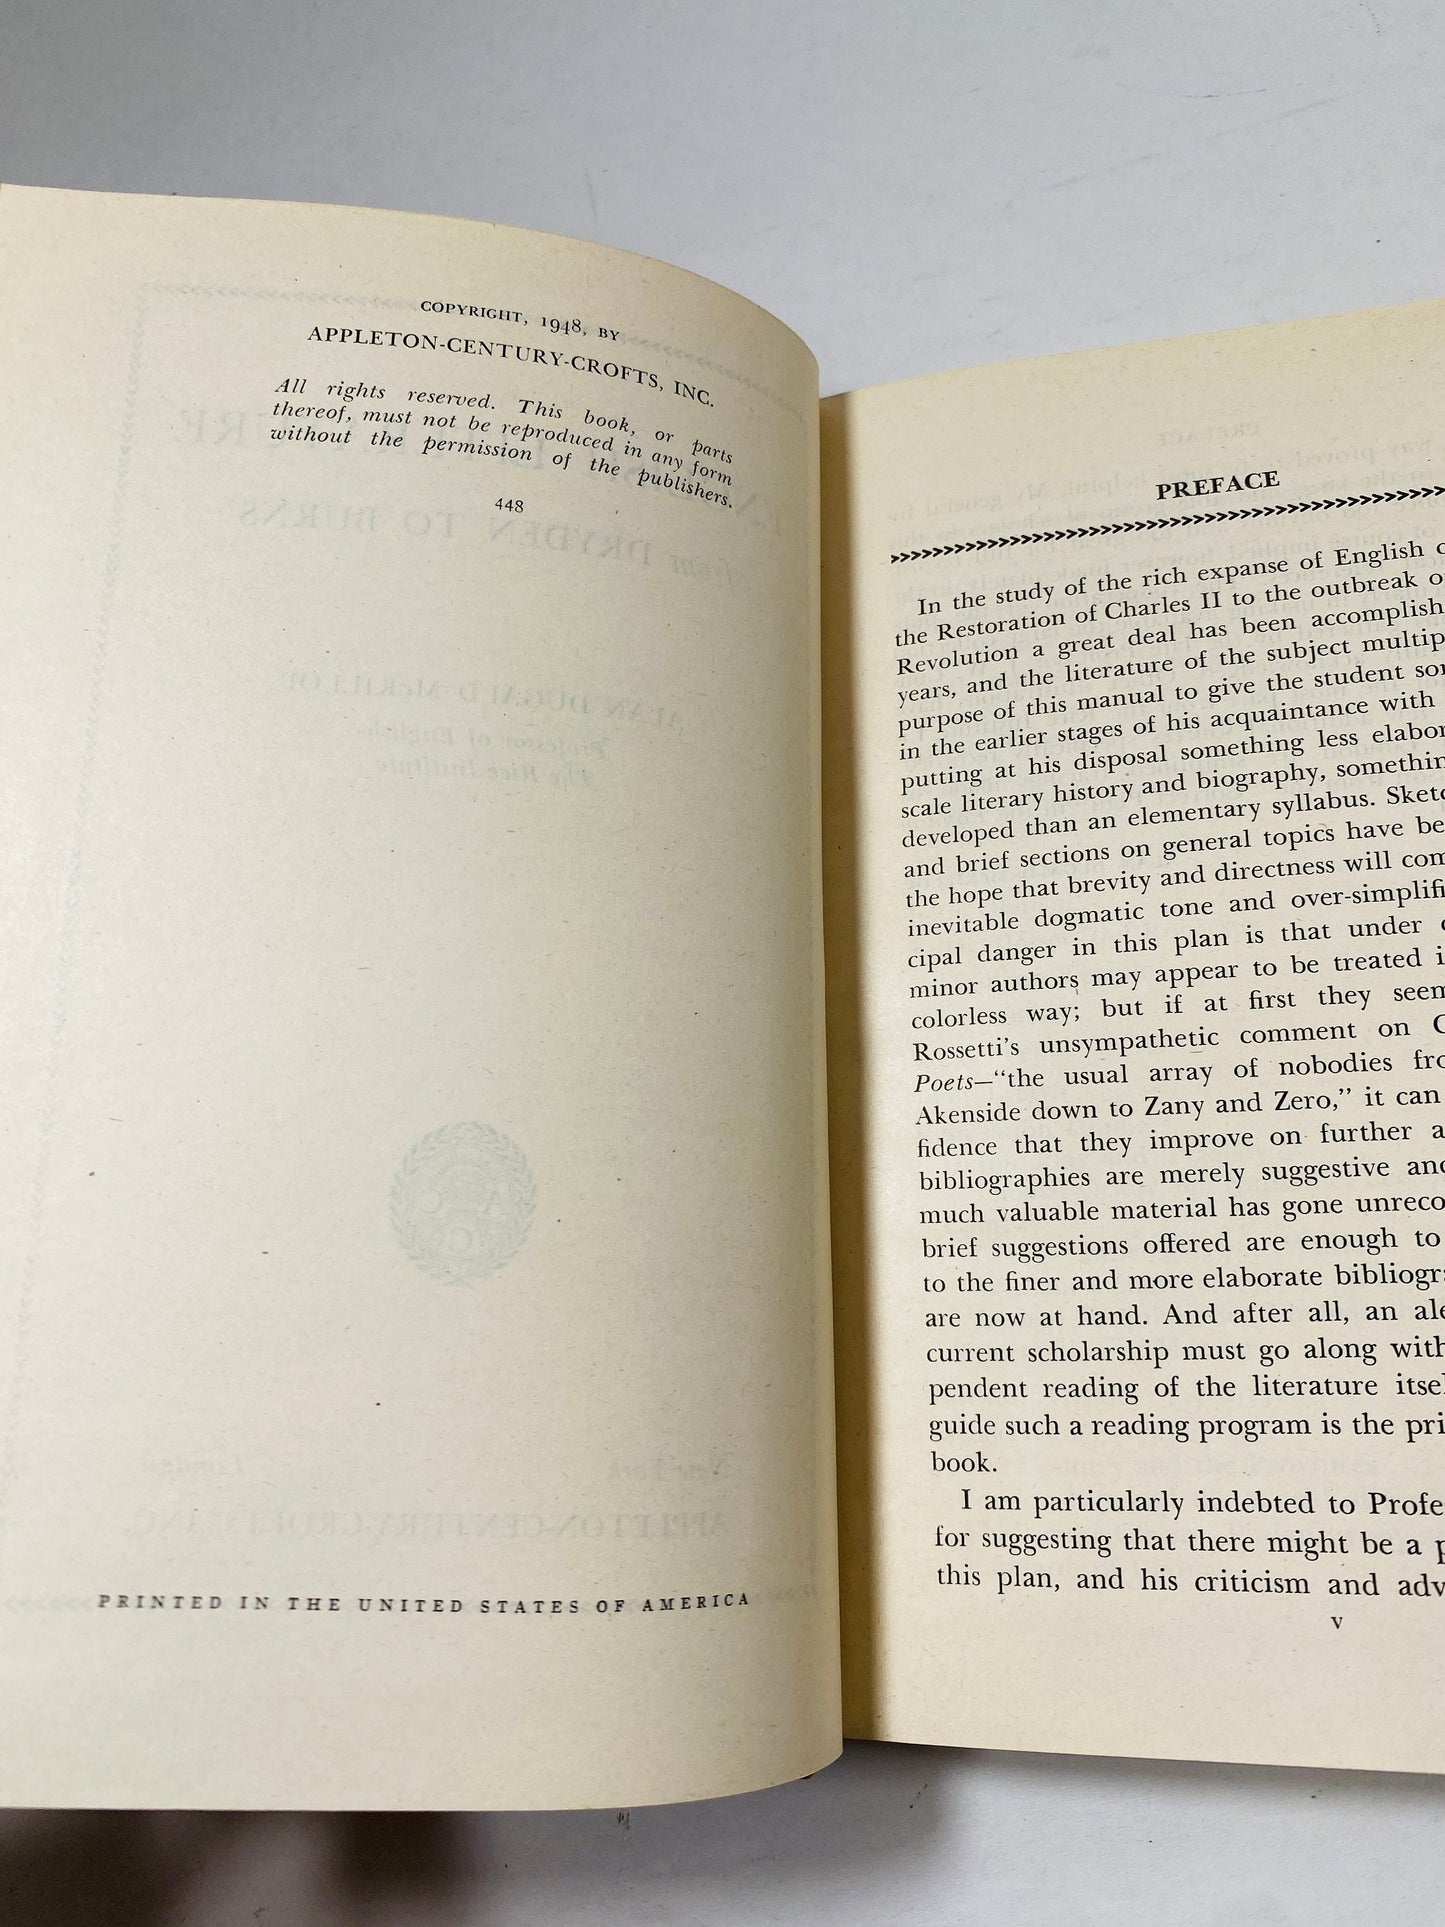 COPYRIGHT, 1948, BY
APPLETON-CENTURY-CROFTS, INC.
All rights reserved. This book, or parts
thereof, must not be reproduced in any form
without the permission of the publishers.
448
PRINTED IN THE UNITED STATES OF AMERICA
PREFACE
In the study of the rich expanse of English
the Restoration of Charles II to the outbreak
Revolution a great deal has been accomplish
years, and the literature of the subject multip
purpose of this manual to give the student
in the earlier stages of his acquaintance with
putting at his disposal something less elabor
scale literary history and biography, somethin
developed than an elementary syllabus. Sketc
and brief sections on general topics have be
the hope that brevity and directness will com
inevitable dogmatic tone and over-simplifi
cipal danger in this plan is that under
minor authors may appear to be treated i
colorless way; but if at first they seem
Rossetti's unsympathetic comment on
Poets—“the usual array of nobodies fro
Akenside down to Zany and Zero,” it can
fidence that they improve on further a
bibliographies are merely suggestive and
much valuable material has gone unreco
brief suggestions offered are enough to
to the finer and more elaborate bibliogr
are now at hand. And after all, an ale
current scholarship must go along with
pendent reading of the literature itsel
guide such a reading program is the pri
book.
I am particularly indebted to Profe
for suggesting that there might be a p
this plan, and his criticism and adv
v